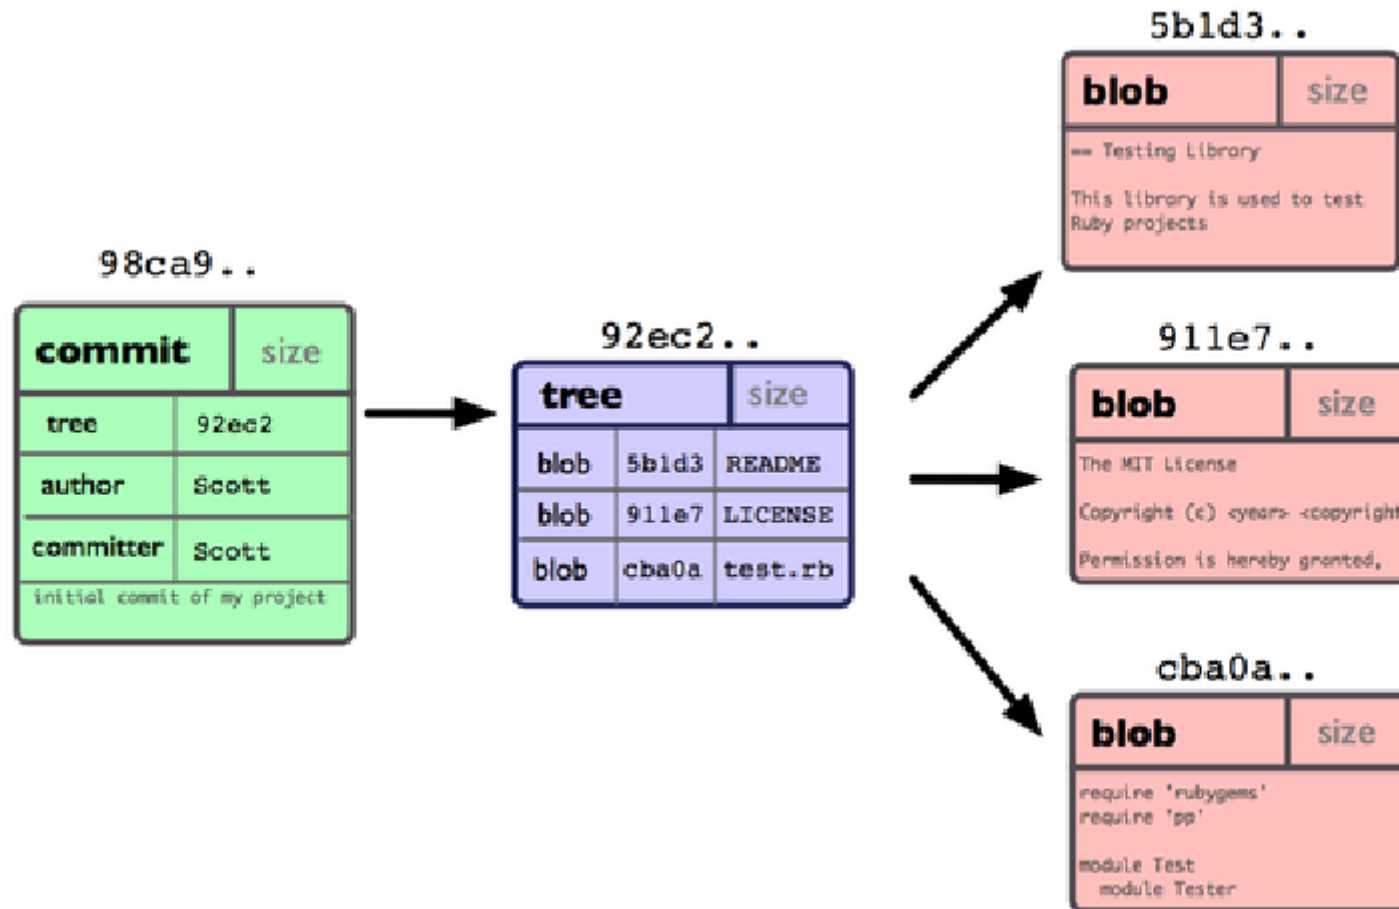 98ca9..
commit size
tree 92ec2
author Scott
committer Scott
initial commit of my project
92ec2..
tree size
blob 5b1d3 README
blob 911e7 LICENSE
blob cba0a test.rb
5b1d3..
blob size
== Testing Library
This library is used to test
Ruby projects
911e7..
blob size
The MIT License
Copyright (c) <year> <copyright
Permission is hereby granted,
cba0a..
blob size
require 'rubygems'
require 'pp'
module Test
module Tester